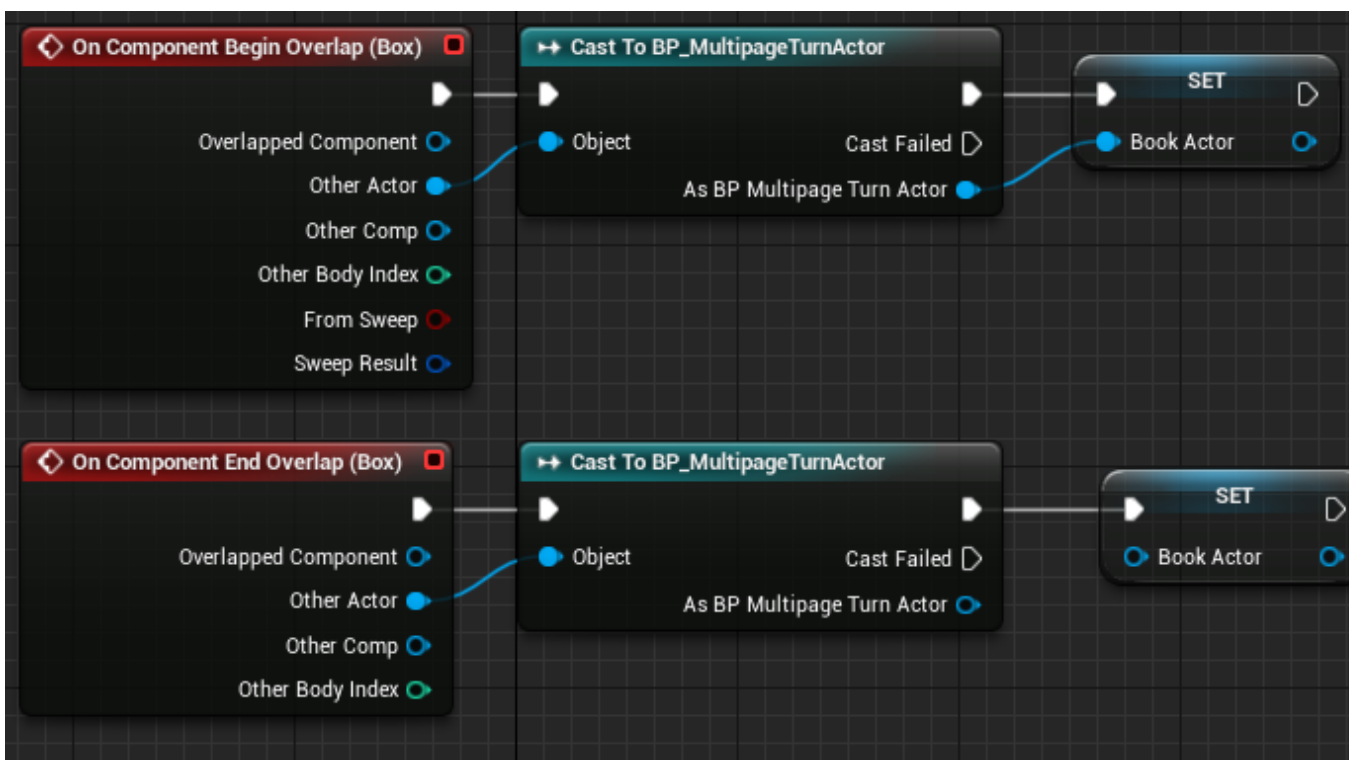 On Component Begin Overlap (Box)
Overlapped Component
Other Actor
Other Comp
Other Body Index
From Sweep
Sweep Result
Cast To BP_MultipageTurnActor
Object
Cast Failed
As BP Multipage Turn Actor
SET
Book Actor
On Component End Overlap (Box)
Overlapped Component
Other Actor
Other Comp
Other Body Index
Cast To BP_MultipageTurnActor
Object
Cast Failed
As BP Multipage Turn Actor
SET
Book Actor